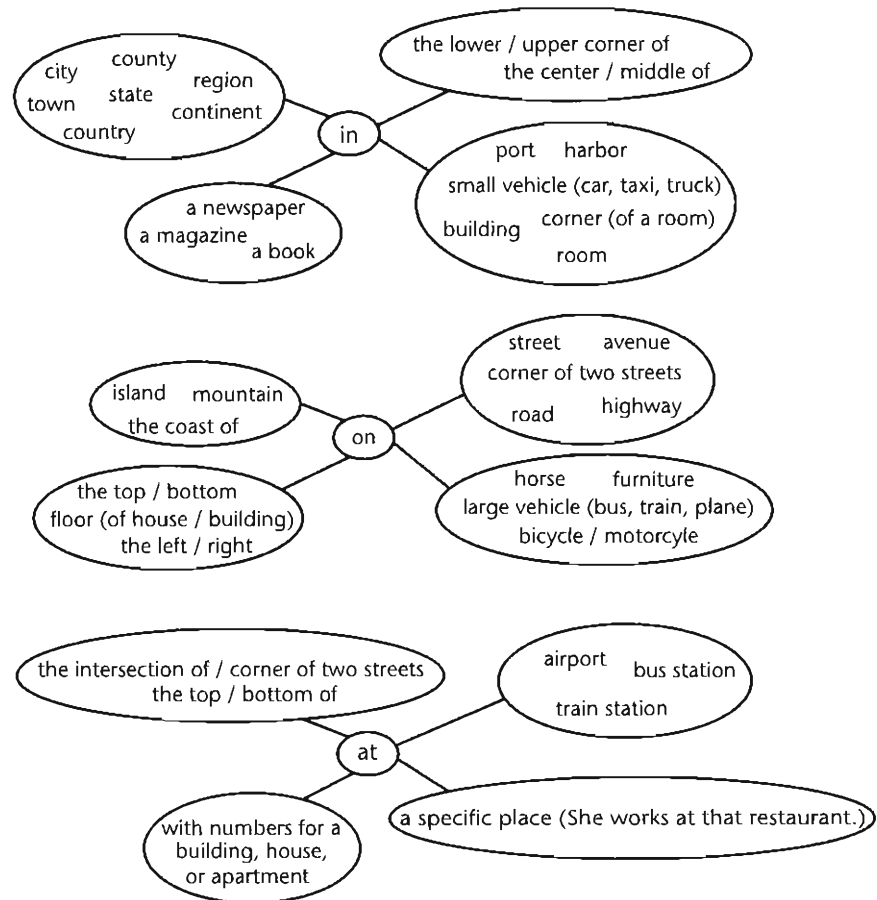 city county region
town state continent
country
the lower / upper corner of
the center / middle of
in
a newspaper
a magazine
a book
port harbor
small vehicle (car, taxi, truck)
building corner (of a room)
room
island mountain
the coast of
street avenue
corner of two streets
road highway
on
the top / bottom
floor (of house / building)
the left / right
horse furniture
large vehicle (bus, train, plane)
bicycle / motorcyle
the intersection of / corner of two streets
the top / bottom of
airport bus station
train station
at
with numbers for a
building, house,
or apartment
a specific place (She works at that restaurant.)